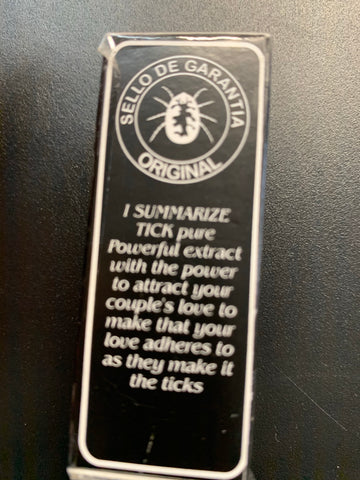 SELLO DE GARANTIA
ORIGINAL
I SUMMARIZE
TICK pure
Powerful extract
with the power
to attract your
couple's love to
make that your
love adheres to
as they make it
the ticks